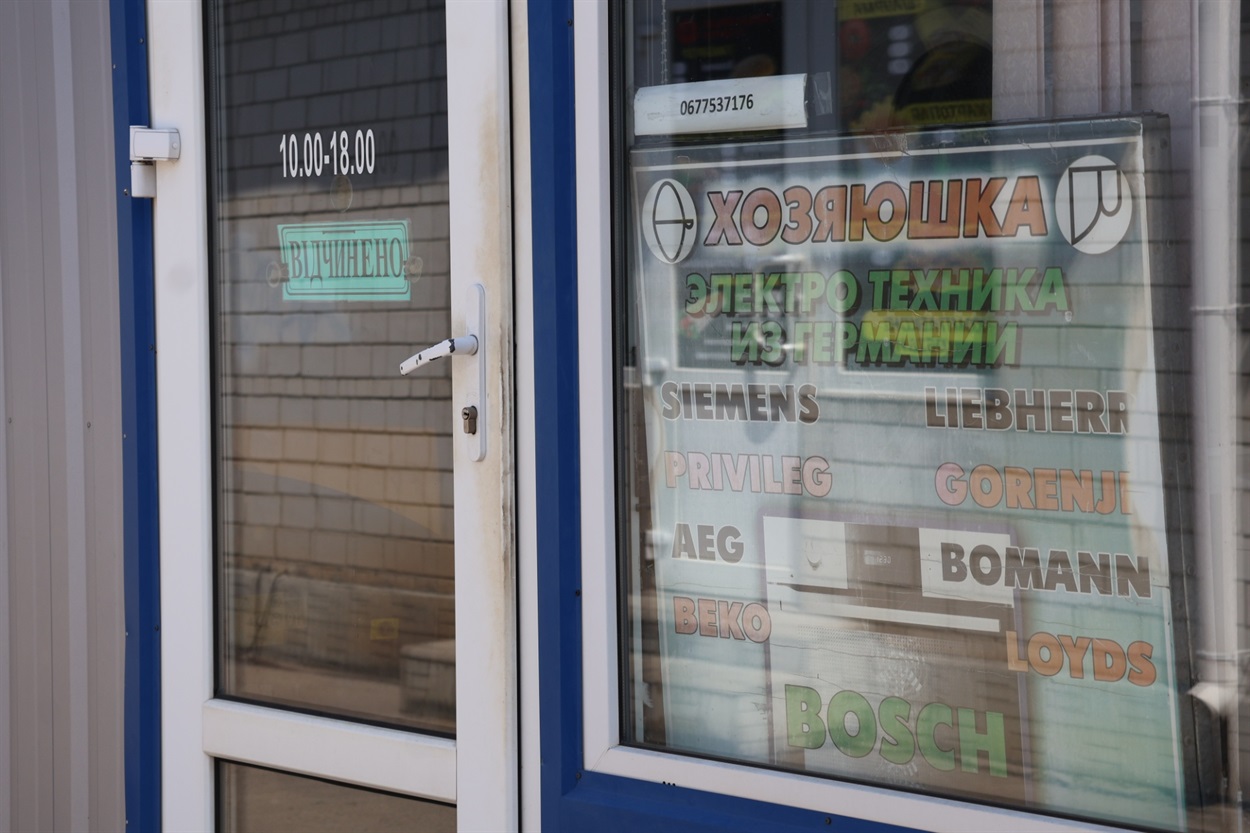 10.00-18.00
ВІДЧИНЕНО
0677537176
ХОЗЯЮШКА
ЭЛЕКТРО ТЕХНИКА
ИЗ ГЕРМАНИИ
SIEMENS LIEBHERR
PRIVILEG GORENJE
AEG BOMANN
BEKO LOYDS
BOSCH